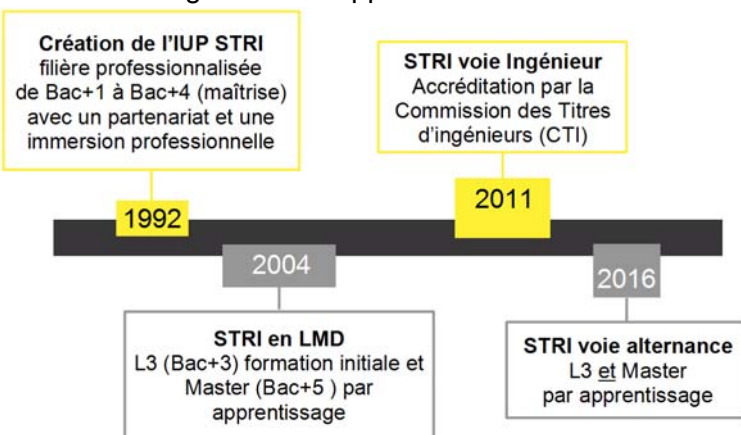 Création de l'IUP STRI
filière professionnalisée
de Bac+1 à Bac+4 (maîtrise)
avec un partenariat et une
immersion professionnelle
STRI voie Ingénieur
Accréditation par la
Commission des Titres
d'ingénieurs (CTI)
1992
2011
2004
2016
STRI en LMD
L3 (Bac+3) formation initiale et
Master (Bac+5 ) par
apprentissage
STRI voie alternance
L3 et Master
par apprentissage